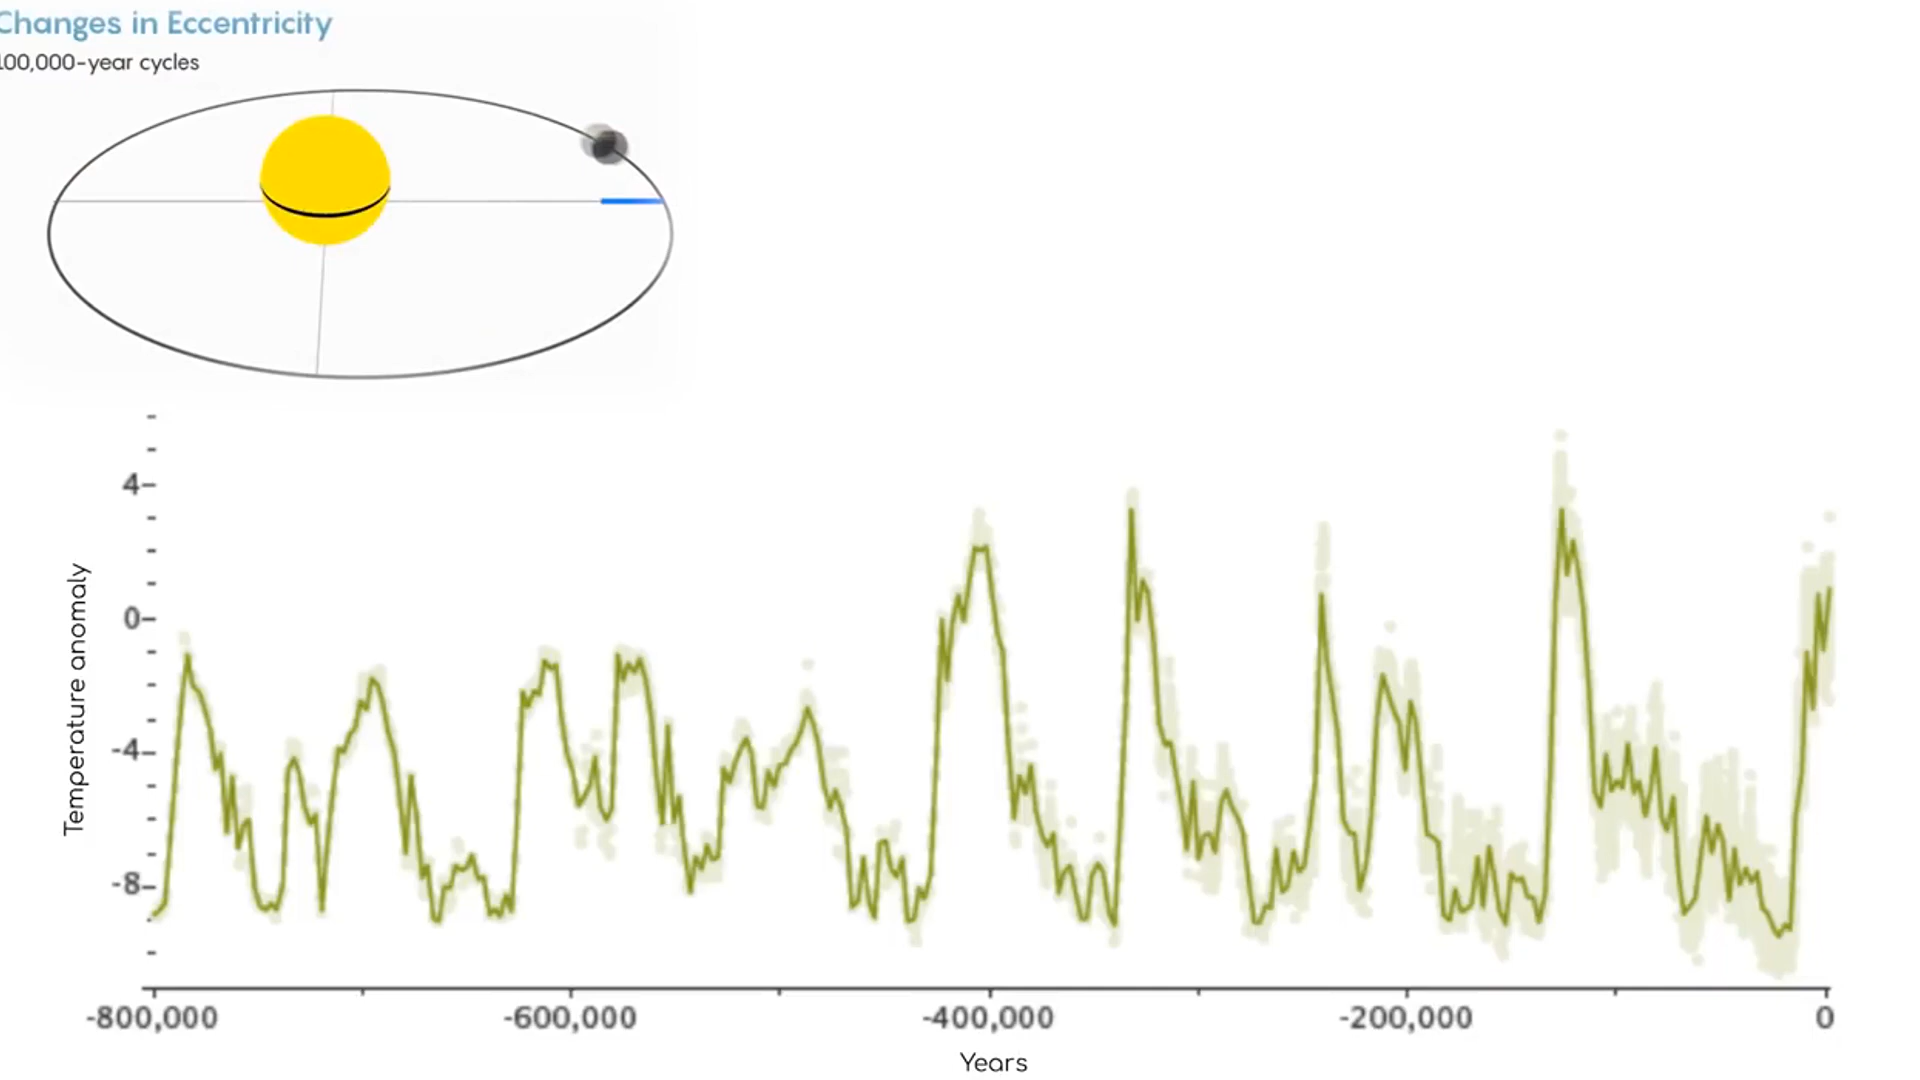 Changes in Eccentricity
100,000-year cycles
4
0
-4
-8
Temperature anomaly
-800,000 -600,000 -400,000 -200,000 0
Years